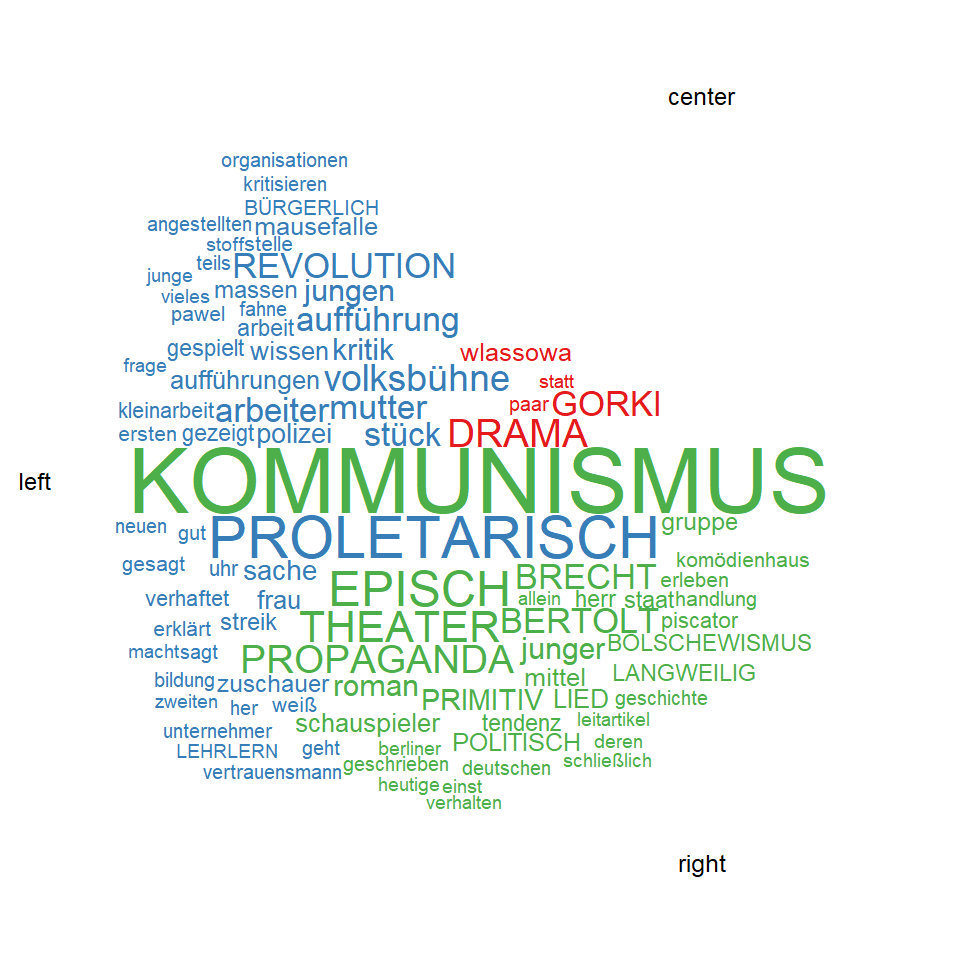 center
organisationen
kritisieren
BÜRGERLICH
angestellten mausefalle
stoff stelle
teils REVOLUTION
junge
massen jungen
vieles
pawel fahne aufführung
arbeit
gespielt wissen kritik wlassowa
frage
aufführungen volksbühne statt
kleinarbeit arbeiter mutter paar GORKI
ersten gezeigt polizei stück DRAMA
left KOMMUNISMUS
neuen gut PROLETARISCH gruppe
gesagt uhr sache komödienhaus
EPISCH BRECHT erleben
verhaftet frau allein herr staat handlung
erklärt streik THEATER BERTOLT piscator
macht sagt PROPAGANDA junger BOLSCHEWISMUS
bildung zuschauer roman mittel LANGWEILIG
zweiten her weiß PRIMITIV LIED geschichte
unternehmer schauspieler tendenz leitartikel
LEHRLERN geht berliner POLITISCH deren
vertrauensmann geschrieben deutschen schließlich
heutige einst
verhalten
right